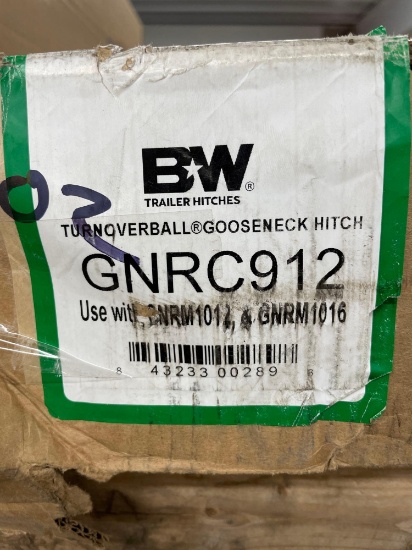 B&W®
TRAILER HITCHES
02
TURNOVERBALL®GOOSENECK HITCH
GNRC912
Use with GNRM1012, & GNRM1016
8 43233 00289 8